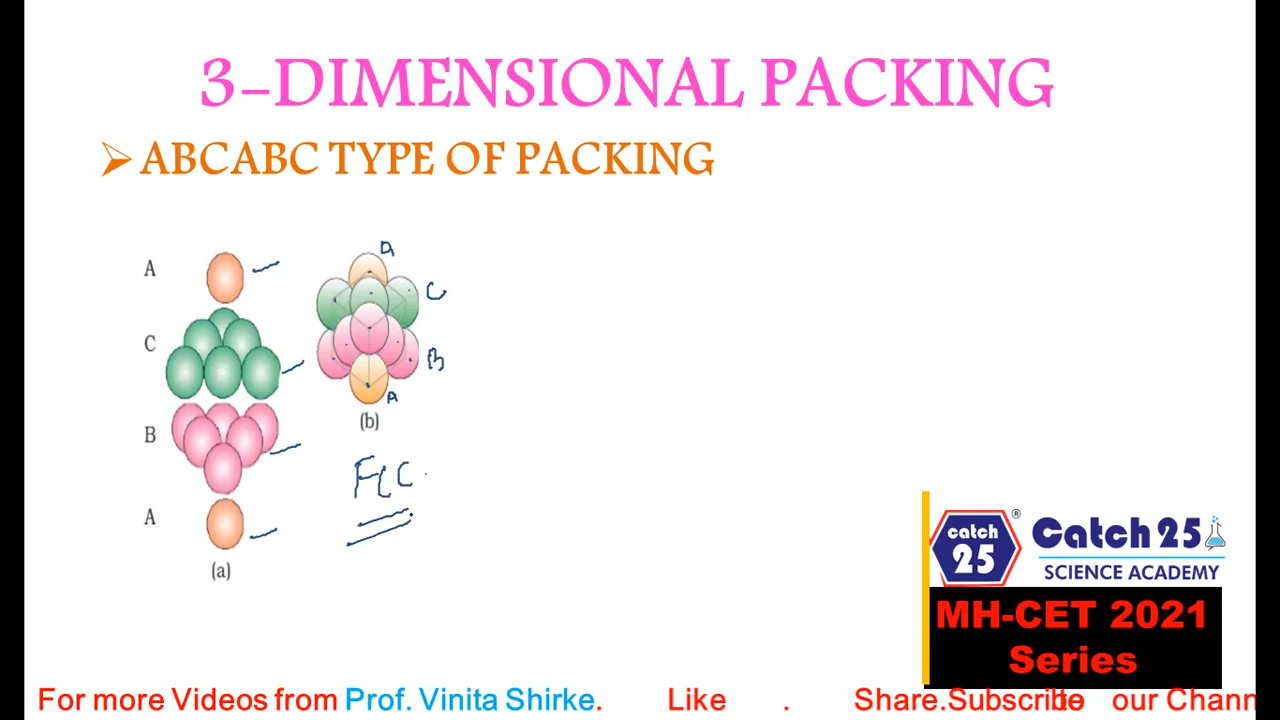 3-DIMENSIONAL PACKING
➢ABCABC TYPE OF PACKING
A
C
B
A
(a)
A
C
B
A
(b)
FCC
catch
25
®
Catch 25
SCIENCE ACADEMY
MH-CET 2021
Series
For more Videos from Prof. Vinita Shirke. Like . Share.Subscribe to our Chann